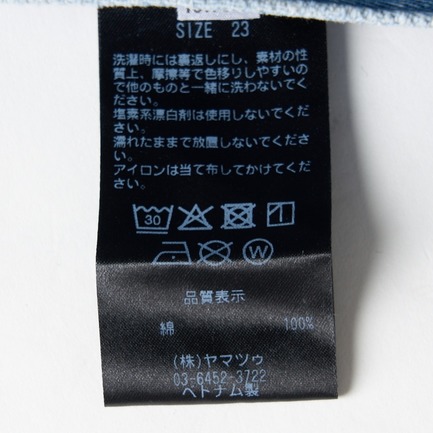 SIZE 23
洗濯時には裏返しにし、素材の性
質上、摩擦等で色移りしやすいの
で他のものと一緒に洗わないでく
ださい。
塩素系漂白剤は使用しないでくだ
さい。
濡れたままで放置しないでくださ
い。
アイロンは当て布してかけてくだ
さい。
30
W
品質表示
綿 100%
(株)ヤマツゥ
03-6452-3722
ベトナム製